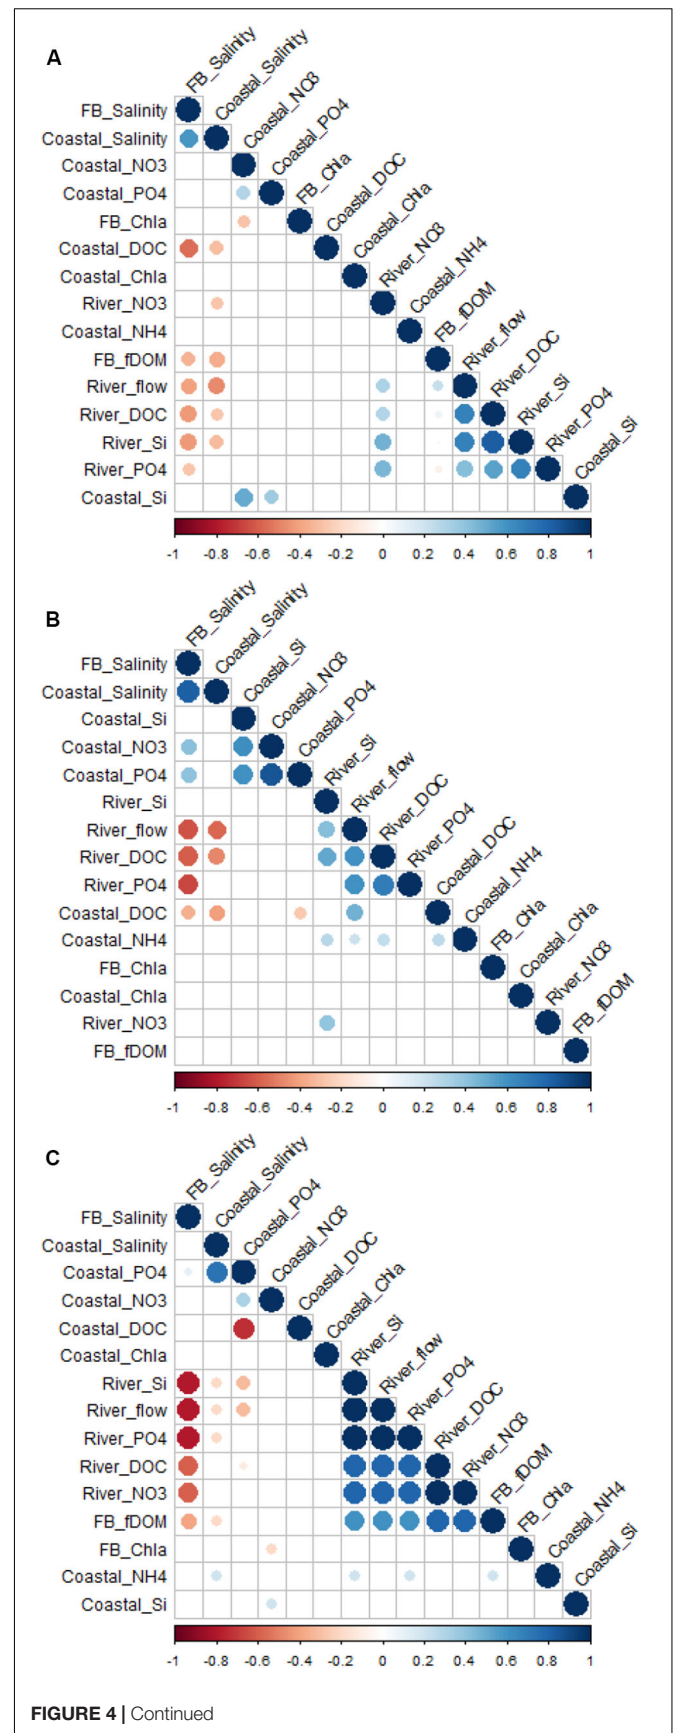 A
FB_Salinity
Coastal_Salinity
Coastal_NO3
Coastal_PO4
FB_Chla
Coastal_DOC
Coastal_Chla
River_NO3
Coastal_NH4
FB_fDOM
River_flow
River_DOC
River_Si
River_PO4
Coastal_Si
FB_Salinity
Coastal_Salinity
Coastal_NO3
Coastal_PO4
FB_Chla
Coastal_DOC
Coastal_Chla
River_NO3
Coastal_NH4
FB_fDOM
River_flow
River_DOC
River_Si
River_PO4
Coastal_Si
-1 -0.8 -0.6 -0.4 -0.2 0 0.2 0.4 0.6 0.8 1
B
FB_Salinity
Coastal_Salinity
Coastal_Si
Coastal_NO3
Coastal_PO4
River_Si
River_flow
River_DOC
River_PO4
Coastal_DOC
Coastal_NH4
FB_Chla
Coastal_Chla
River_NO3
FB_fDOM
FB_Salinity
Coastal_Salinity
Coastal_Si
Coastal_NO3
Coastal_PO4
River_Si
River_flow
River_DOC
River_PO4
Coastal_DOC
Coastal_NH4
FB_Chla
Coastal_Chla
River_NO3
FB_fDOM
-1 -0.8 -0.6 -0.4 -0.2 0 0.2 0.4 0.6 0.8 1
C
FB_Salinity
Coastal_Salinity
Coastal_PO4
Coastal_NO3
Coastal_DOC
Coastal_Chla
River_Si
River_flow
River_PO4
River_DOC
River_NO3
FB_fDOM
FB_Chla
Coastal_NH4
Coastal_Si
FB_Salinity
Coastal_Salinity
Coastal_PO4
Coastal_NO3
Coastal_DOC
Coastal_Chla
River_Si
River_flow
River_PO4
River_DOC
River_NO3
FB_fDOM
FB_Chla
Coastal_NH4
Coastal_Si
-1 -0.8 -0.6 -0.4 -0.2 0 0.2 0.4 0.6 0.8 1
FIGURE 4 | Continued